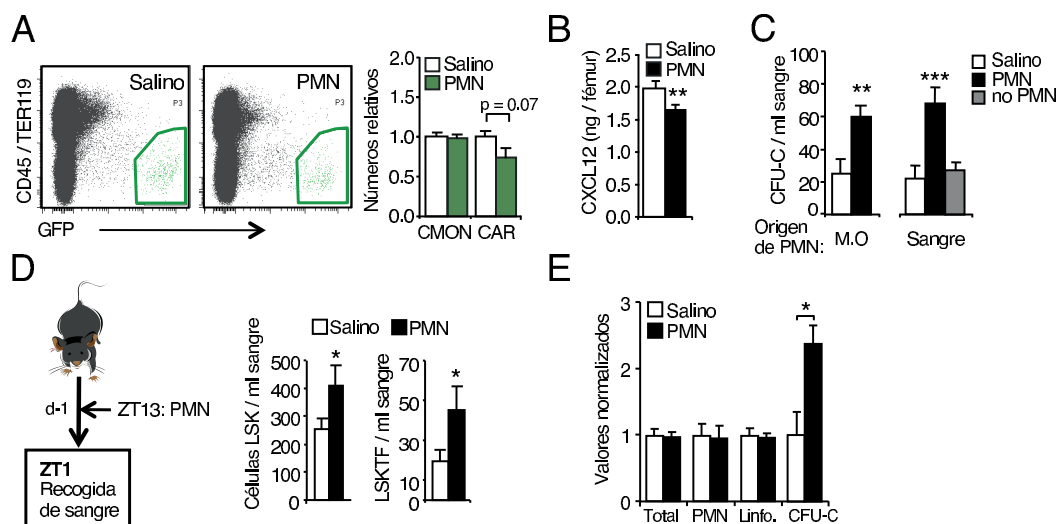 A
CD45 / TER119
Salino
P3
PMN
P3
GFP
Números relativos
2.0
1.5
1.0
0.5
0.0
Salino
PMN
p = 0.07
CMON CAR
B
CXCL12 (ng / fémur)
2.5
2.0
1.5
1.0
0.5
0.0
Salino
PMN
**
C
CFU-C / ml sangre
100
80
60
40
20
0
**
***
Salino
PMN
no PMN
Origen
de PMN:
M.O
Sangre
D
d-1
ZT13: PMN
ZT1
Recogida
de sangre
Salino PMN
Células LSK / ml sangre
500
400
300
200
100
0
*
LSKTF / ml sangre
70
50
30
10
0
*
E
Valores normalizados
3
2
1
0
Salino
PMN
*
Total PMN Linfo. CFU-C